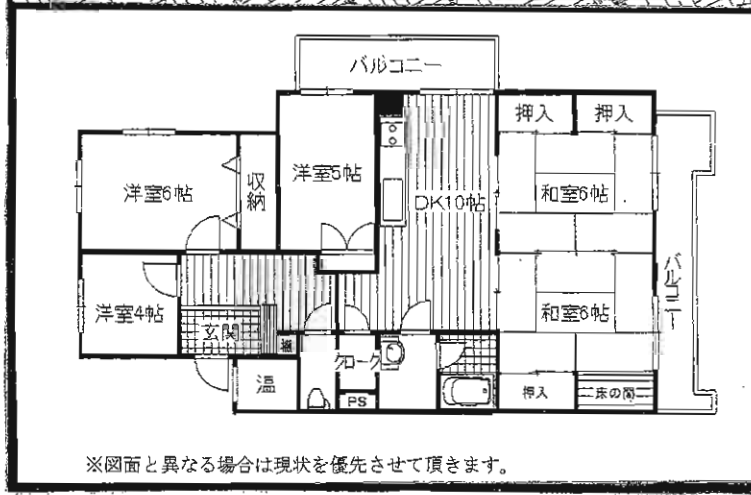 バルコニー
押入
押入
洋室6帖
収納
洋室5帖
DK10帖
和室6帖
バルコニー
洋室4帖
玄関
和室6帖
クローク
温
PS
押入
床の間
※図面と異なる場合は現状を優先させて頂きます。